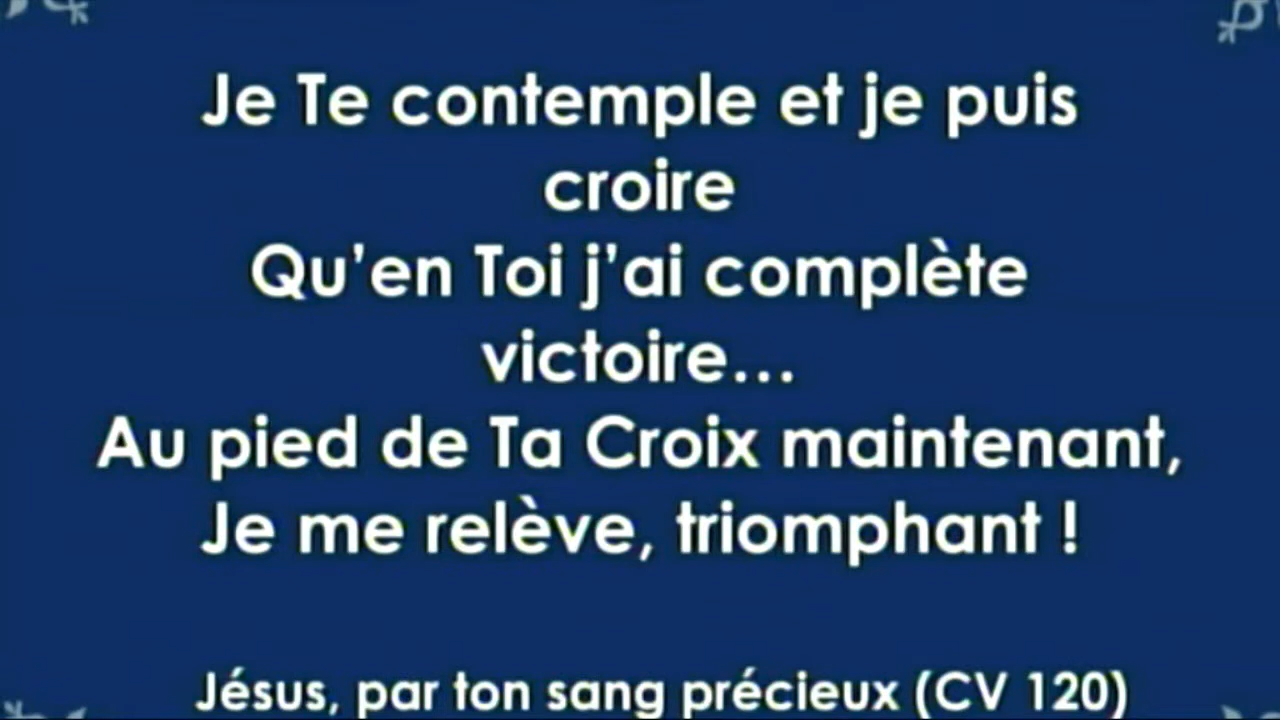 Je Te contemple et je puis
croire
Qu’en Toi j’ai complète
victoire…
Au pied de Ta Croix maintenant,
Je me relève, triomphant !
Jésus, par ton sang précieux (CV 120)